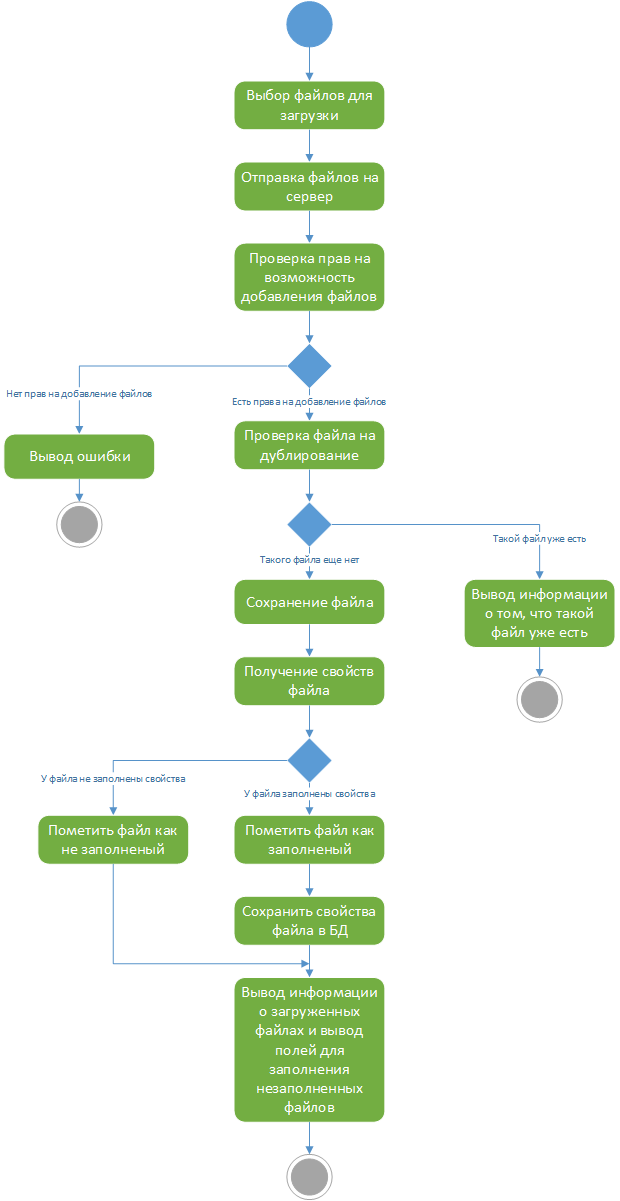 Выбор файлов для
загрузки
Отправка файлов на
сервер
Проверка прав на
возможность
добавления файлов
Нет прав на добавление файлов
Есть права на добавление файлов
Вывод ошибки
Проверка файла на
дублирование
Такой файл уже есть
Такого файла еще нет
Сохранение файла
Вывод информации
о том, что такой
файл уже есть
Получение свойств
файла
У файла не заполнены свойства
У файла заполнены свойства
Пометить файл как
не заполненый
Пометить файл как
заполненый
Сохранить свойства
файла в БД
Вывод информации
о загруженных
файлах и вывод
полей для
заполнения
незаполненных
файлов